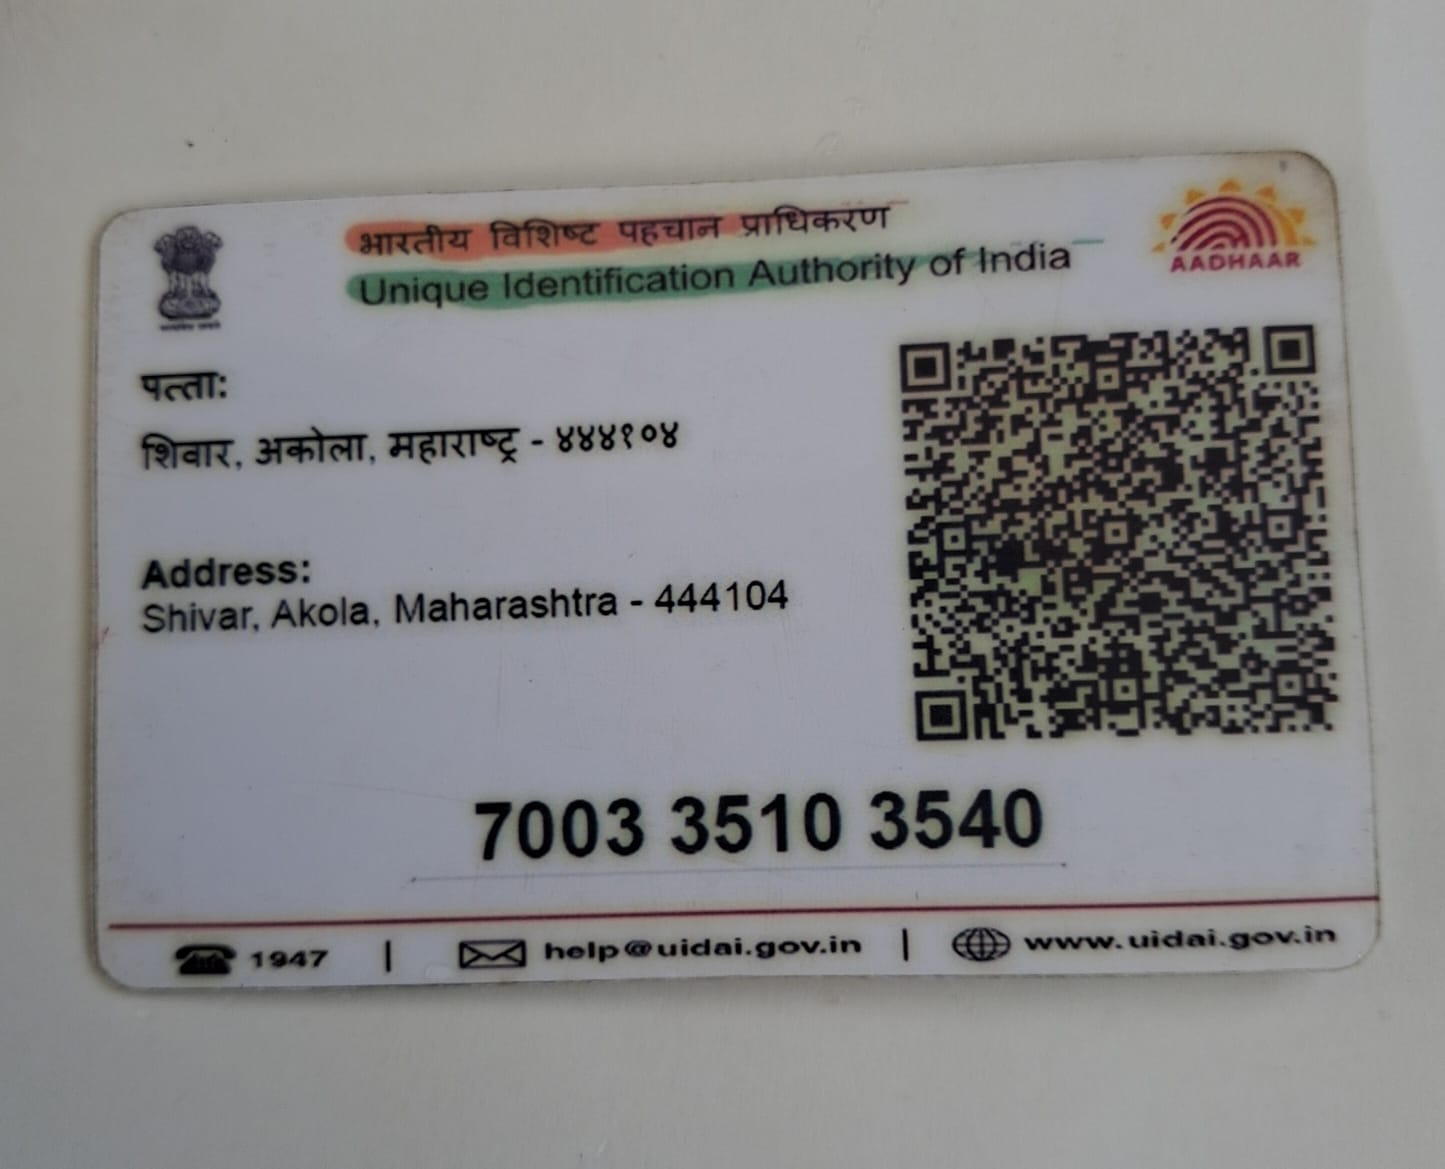 भारतीय विशिष्ट पहचान प्राधिकरण
Unique Identification Authority of India
AADHAAR
पत्ता:
शिवार, अकोला, महाराष्ट्र - ४४४१०४
Address:
Shivar, Akola, Maharashtra - 444104
7003 3510 3540
1947 | help@uidai.gov.in | www.uidai.gov.in